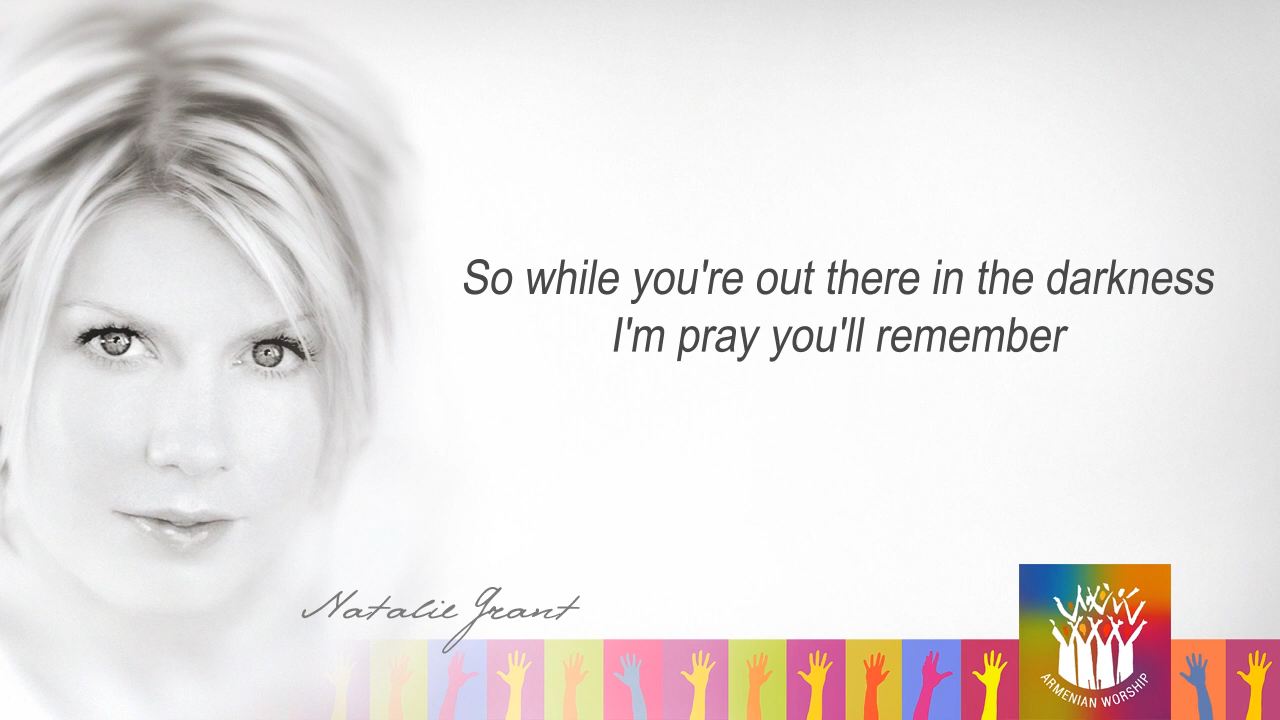 So while you're out there in the darkness
I'm pray you'll remember
Natalie Grant
ARMENIAN WORSHIP